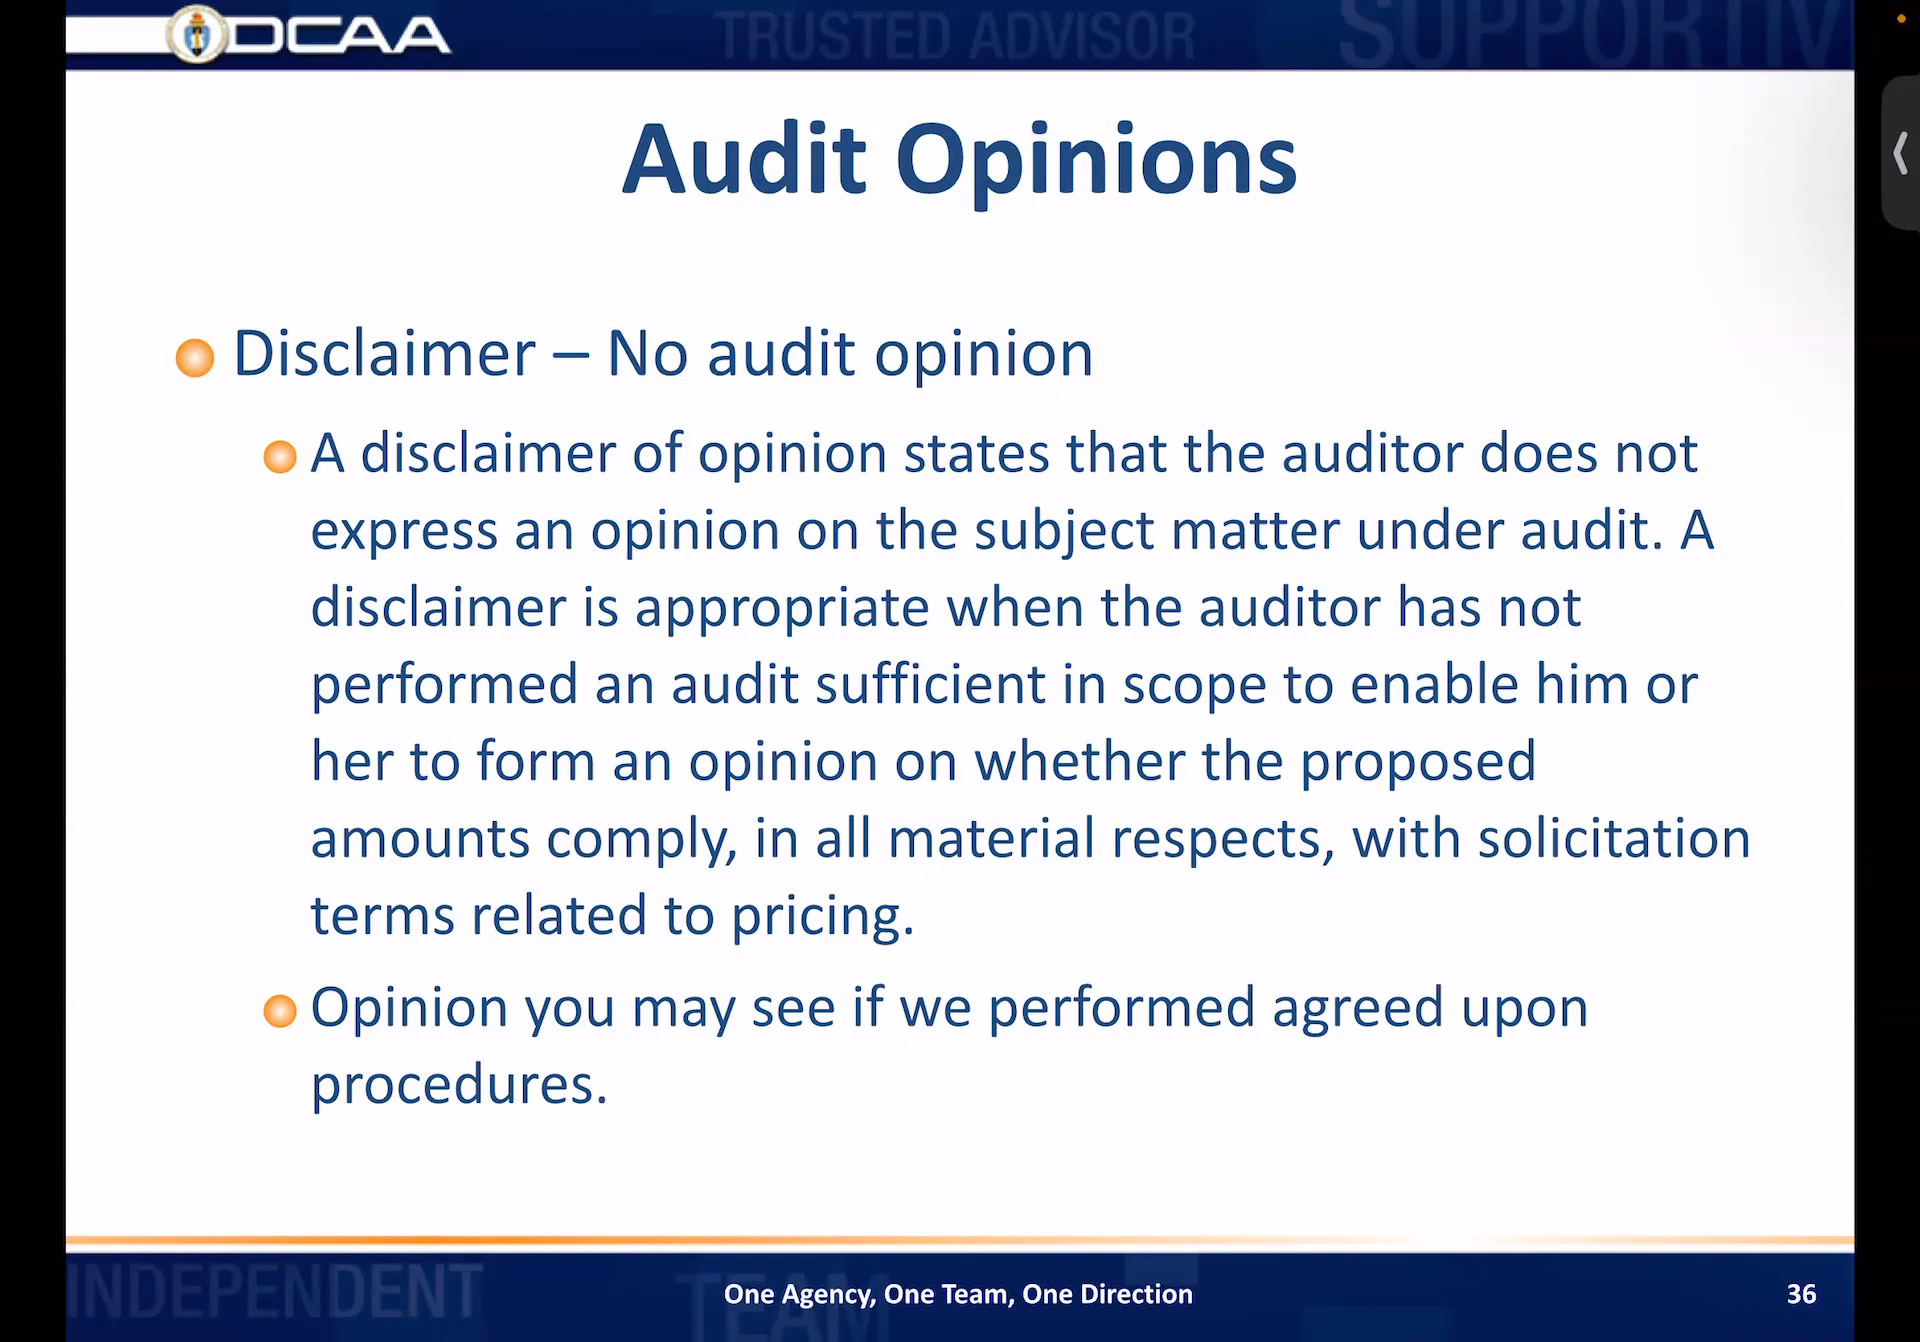 DCAA
TRUSTED ADVISOR
SUPPORTIV
Audit Opinions
Disclaimer – No audit opinion
A disclaimer of opinion states that the auditor does not
express an opinion on the subject matter under audit. A
disclaimer is appropriate when the auditor has not
performed an audit sufficient in scope to enable him or
her to form an opinion on whether the proposed
amounts comply, in all material respects, with solicitation
terms related to pricing.
Opinion you may see if we performed agreed upon
procedures.
INDEPENDENT
TEAM
One Agency, One Team, One Direction
36